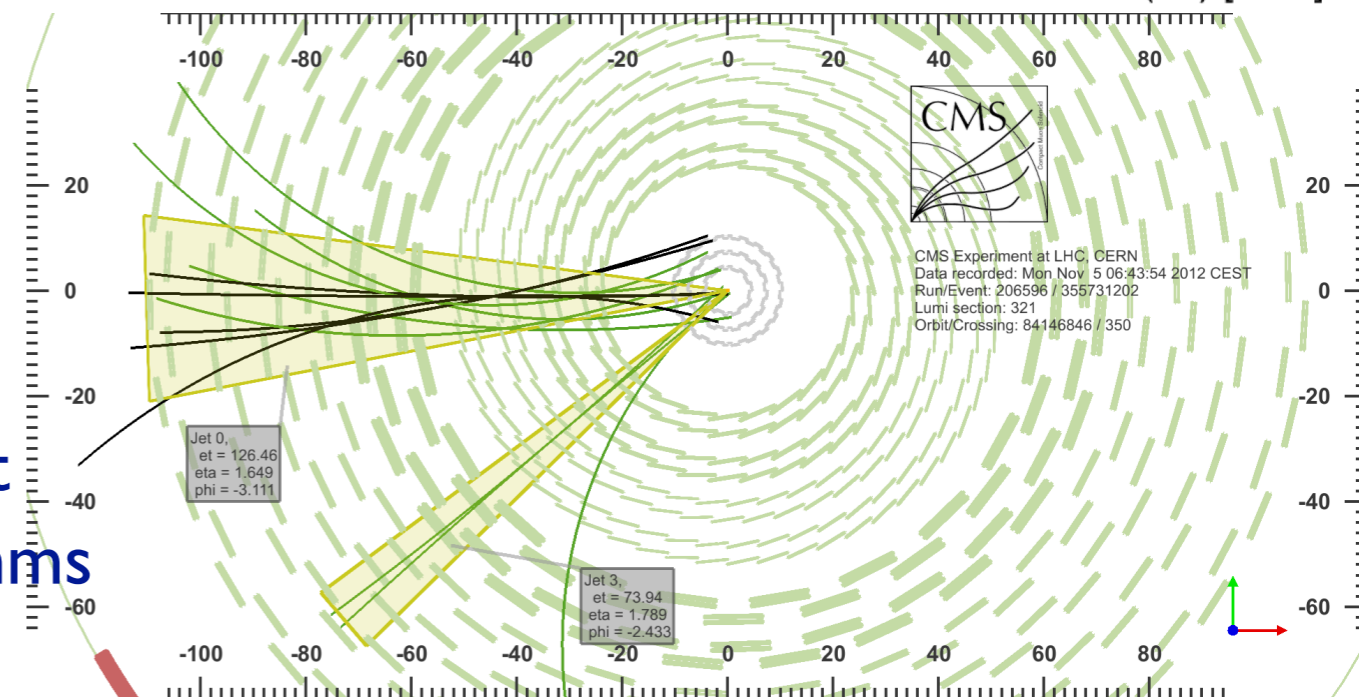 -100 -80 -60 -40 -20 0 20 40 60 80
CMS
Compact Muon Solenoid
20 20
CMS Experiment at LHC, CERN
Data recorded: Mon Nov 5 06:43:54 2012 CEST
Run/Event: 206596 / 355731202
Lumi section: 321
Orbit/Crossing: 84146846 / 350
0 0
-20 -20
Jet 0,
et = 126.46
eta = 1.649
phi = -3.111
-40 -40
Jet 3,
et = 73.94
eta = 1.789
phi = -2.433
-60 -60
-100 -80 -60 -40 -20 0 20 40 60 80